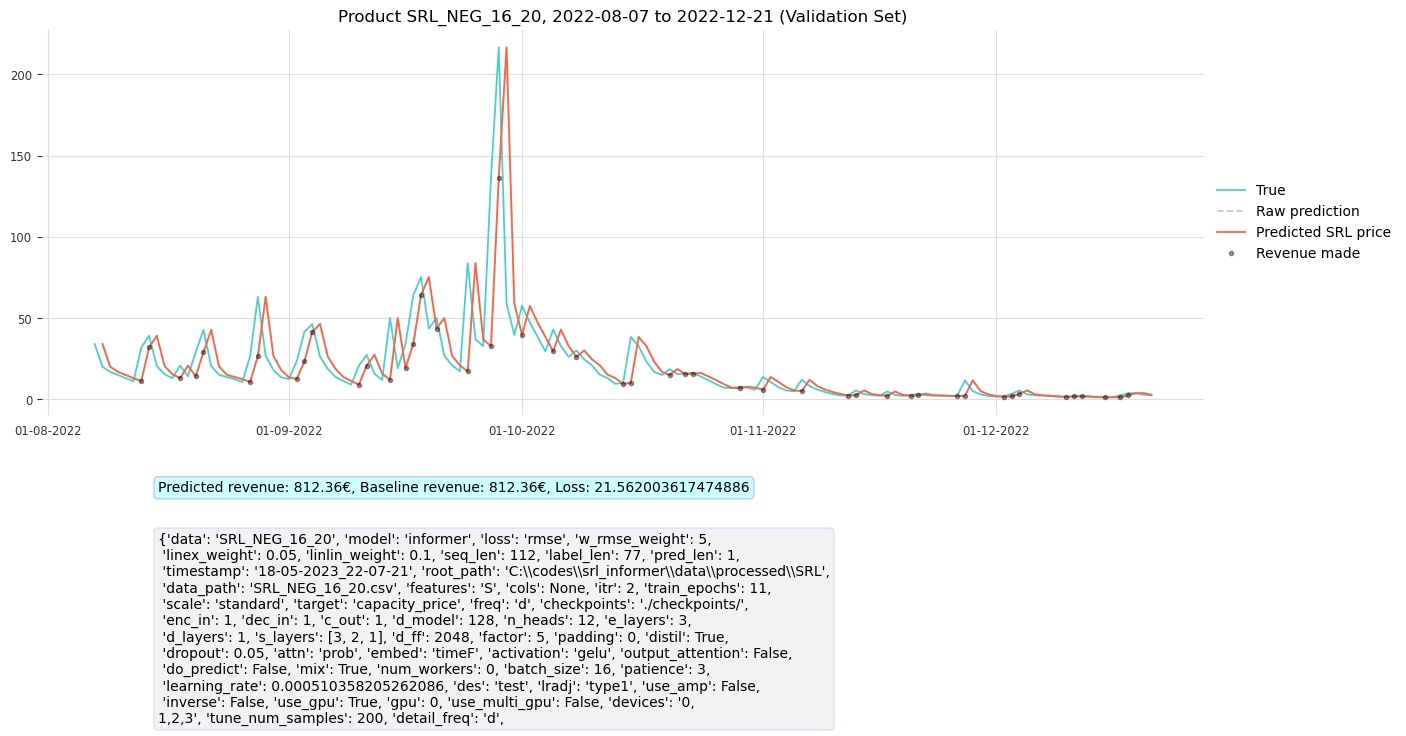 Product SRL_NEG_16_20, 2022-08-07 to 2022-12-21 (Validation Set)
200
150
100
50
0
01-08-2022 01-09-2022 01-10-2022 01-11-2022 01-12-2022
True
Raw prediction
Predicted SRL price
Revenue made
Predicted revenue: 812.36€, Baseline revenue: 812.36€, Loss: 21.562003617474886
{'data': 'SRL_NEG_16_20', 'model': 'informer', 'loss': 'rmse', 'w_rmse_weight': 5,
'linex_weight': 0.05, 'linlin_weight': 0.1, 'seq_len': 112, 'label_len': 77, 'pred_len': 1,
'timestamp': '18-05-2023_22-07-21', 'root_path': 'C:\\codes\\srl_informer\\data\\processed\\SRL',
'data_path': 'SRL_NEG_16_20.csv', 'features': 'S', 'cols': None, 'itr': 2, 'train_epochs': 11,
'scale': 'standard', 'target': 'capacity_price', 'freq': 'd', 'checkpoints': './checkpoints/',
'enc_in': 1, 'dec_in': 1, 'c_out': 1, 'd_model': 128, 'n_heads': 12, 'e_layers': 3,
'd_layers': 1, 's_layers': [3, 2, 1], 'd_ff': 2048, 'factor': 5, 'padding': 0, 'distil': True,
'dropout': 0.05, 'attn': 'prob', 'embed': 'timeF', 'activation': 'gelu', 'output_attention': False,
'do_predict': False, 'mix': True, 'num_workers': 0, 'batch_size': 16, 'patience': 3,
'learning_rate': 0.000510358205262086, 'des': 'test', 'lradj': 'type1', 'use_amp': False,
'inverse': False, 'use_gpu': True, 'gpu': 0, 'use_multi_gpu': False, 'devices': '0,
1,2,3', 'tune_num_samples': 200, 'detail_freq': 'd',